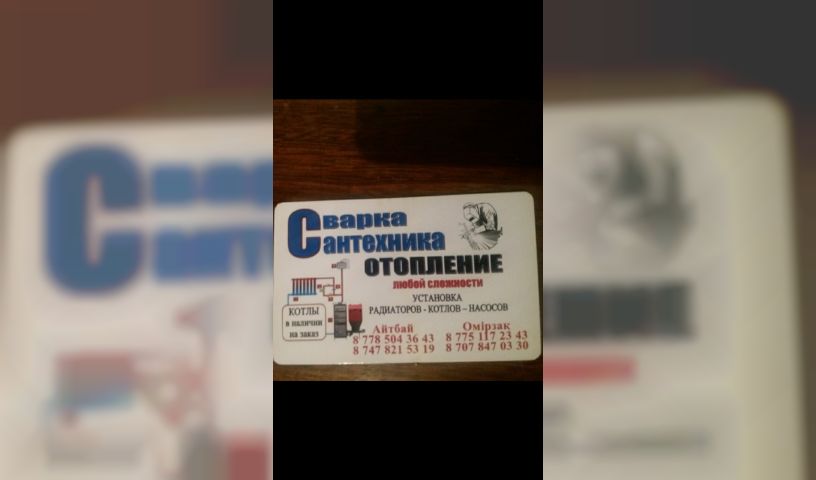 Сварка
Сантехника
ОТОПЛЕНИЕ
любой сложности
УСТАНОВКА
РАДИАТОРОВ - КОТЛОВ – НАСОСОВ
КОТЛЫ
в наличии
на заказ
Айтбай
8 778 504 36 43
8 747 821 53 19
Омірзак
8 775 117 23 43
8 707 847 03 30